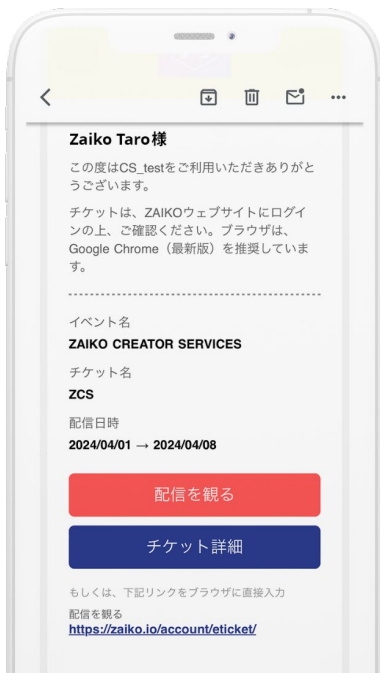 Zaiko Taro様
この度はCS_testをご利用いただきありがと
うございます。
チケットは、ZAIKOウェブサイトにログイ
ンの上、ご確認ください。ブラウザは、
Google Chrome（最新版）を推奨していま
す。
イベント名
ZAIKO CREATOR SERVICES
チケット名
ZCS
配信日時
2024/04/01 → 2024/04/08
配信を観る
チケット詳細
もしくは、下記リンクをブラウザに直接入力
配信を観る
https://zaiko.io/account/eticket/